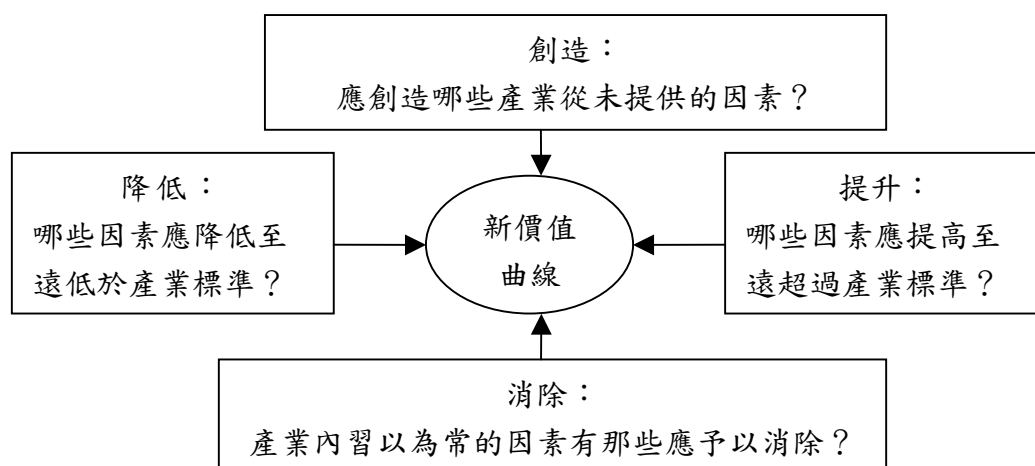 創造：
應創造哪些產業從未提供的因素？
降低：
哪些因素應降低至
遠低於產業標準？
新價值
曲線
提升：
哪些因素應提高至
遠超過產業標準？
消除：
產業內習以為常的因素有那些應予以消除？